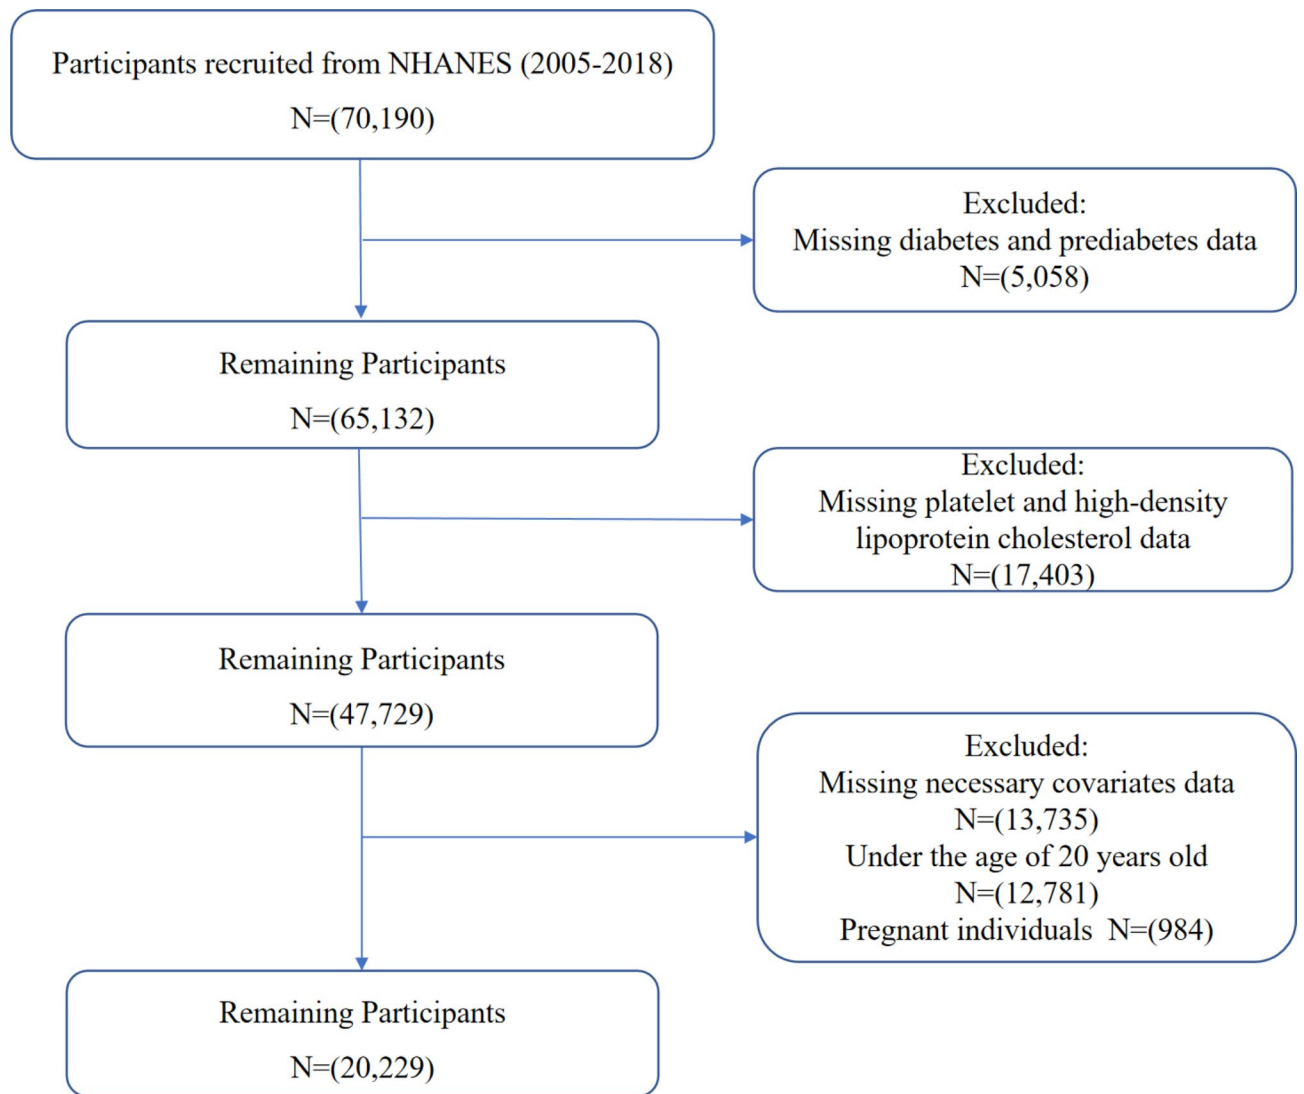 Participants recruited from NHANES (2005-2018)
N=(70,190)
Excluded:
Missing diabetes and prediabetes data
N=(5,058)
Remaining Participants
N=(65,132)
Excluded:
Missing platelet and high-density
lipoprotein cholesterol data
N=(17,403)
Remaining Participants
N=(47,729)
Excluded:
Missing necessary covariates data
N=(13,735)
Under the age of 20 years old
N=(12,781)
Pregnant individuals N=(984)
Remaining Participants
N=(20,229)